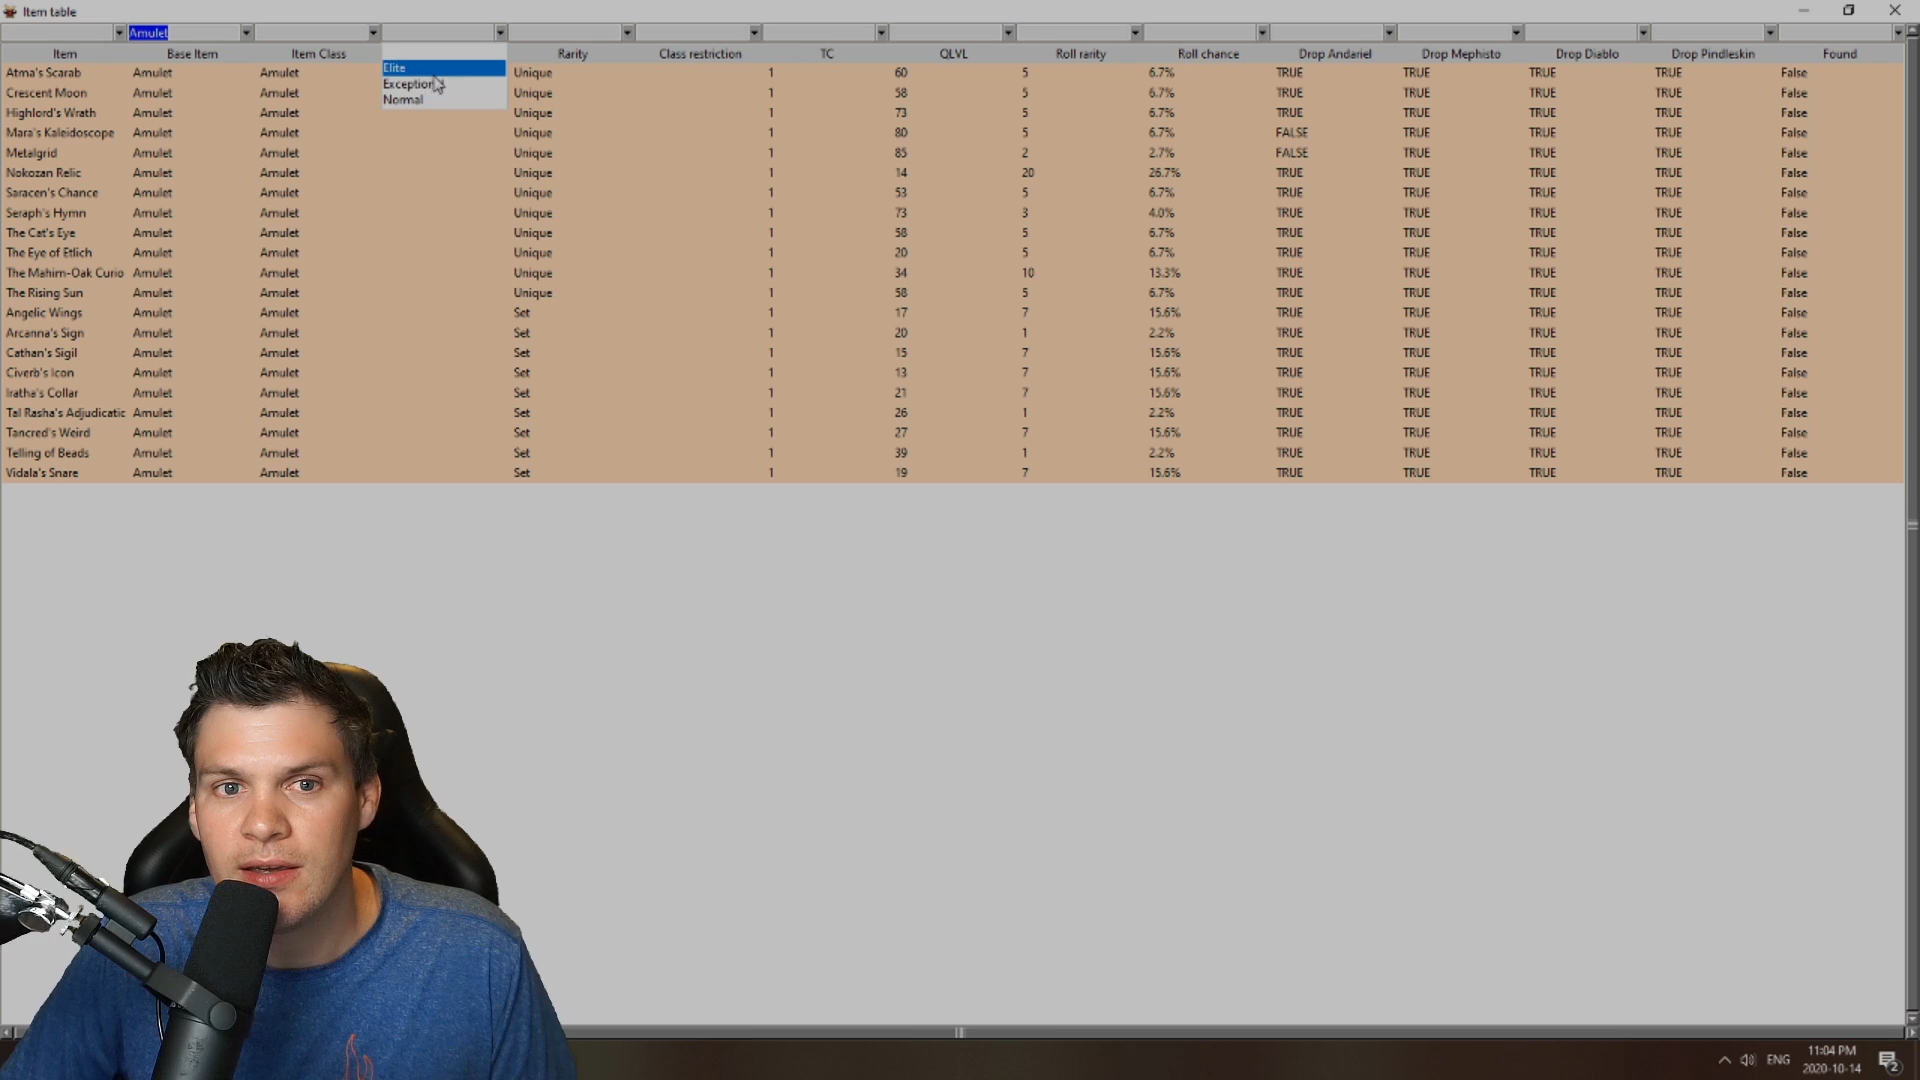 Item table
Amulet
Item Base Item Item Class Rarity Class restriction TC QLVL Roll rarity Roll chance Drop Andariel Drop Mephisto Drop Diablo Drop Pindleskin Found
Elite
Exception
Normal
Atma's Scarab Amulet Amulet Unique 1 60 5 6.7% TRUE TRUE TRUE TRUE False
Crescent Moon Amulet Amulet Unique 1 58 5 6.7% TRUE TRUE TRUE TRUE False
Highlord's Wrath Amulet Amulet Unique 1 73 5 6.7% TRUE TRUE TRUE TRUE False
Mara's Kaleidoscope Amulet Amulet Unique 1 80 5 6.7% FALSE TRUE TRUE TRUE False
Metalgrid Amulet Amulet Unique 1 85 2 2.7% FALSE TRUE TRUE TRUE False
Nokozan Relic Amulet Amulet Unique 1 14 20 26.7% TRUE TRUE TRUE TRUE False
Saracen's Chance Amulet Amulet Unique 1 53 5 6.7% TRUE TRUE TRUE TRUE False
Seraph's Hymn Amulet Amulet Unique 1 73 3 4.0% TRUE TRUE TRUE TRUE False
The Cat's Eye Amulet Amulet Unique 1 58 5 6.7% TRUE TRUE TRUE TRUE False
The Eye of Etlich Amulet Amulet Unique 1 20 5 6.7% TRUE TRUE TRUE TRUE False
The Mahim-Oak Curio Amulet Amulet Unique 1 34 10 13.3% TRUE TRUE TRUE TRUE False
The Rising Sun Amulet Amulet Unique 1 58 5 6.7% TRUE TRUE TRUE TRUE False
Angelic Wings Amulet Amulet Set 1 17 7 15.6% TRUE TRUE TRUE TRUE False
Arcanna's Sign Amulet Amulet Set 1 20 1 2.2% TRUE TRUE TRUE TRUE False
Cathan's Sigil Amulet Amulet Set 1 15 7 15.6% TRUE TRUE TRUE TRUE False
Civerb's Icon Amulet Amulet Set 1 13 7 15.6% TRUE TRUE TRUE TRUE False
Iratha's Collar Amulet Amulet Set 1 21 7 15.6% TRUE TRUE TRUE TRUE False
Tal Rasha's Adjudicatic Amulet Amulet Set 1 26 1 2.2% TRUE TRUE TRUE TRUE False
Tancred's Weird Amulet Amulet Set 1 27 7 15.6% TRUE TRUE TRUE TRUE False
Telling of Beads Amulet Amulet Set 1 39 1 2.2% TRUE TRUE TRUE TRUE False
Vidala's Snare Amulet Amulet Set 1 19 7 15.6% TRUE TRUE TRUE TRUE False
ENG
11:04 PM
2020-10-14
2